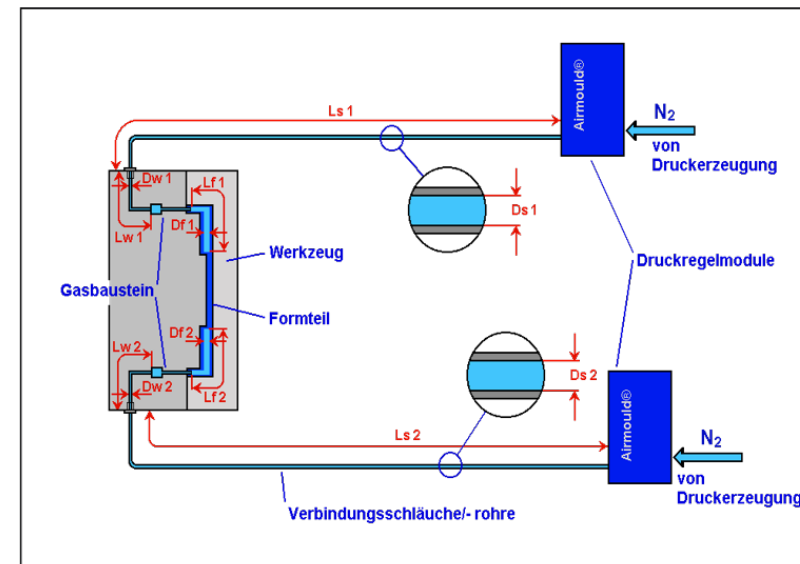 Ls 1
Airmould®
N2
von
Druckerzeugung
Dw 1
Lf 1
Lw 1
Df 1
Ds 1
Werkzeug
Druckregelmodule
Gasbaustein
Formteil
Df 2
Lw 2
Dw 2
Lf 2
Ds 2
Ls 2
Airmould®
N2
von
Druckerzeugung
Verbindungsschläuche/- rohre